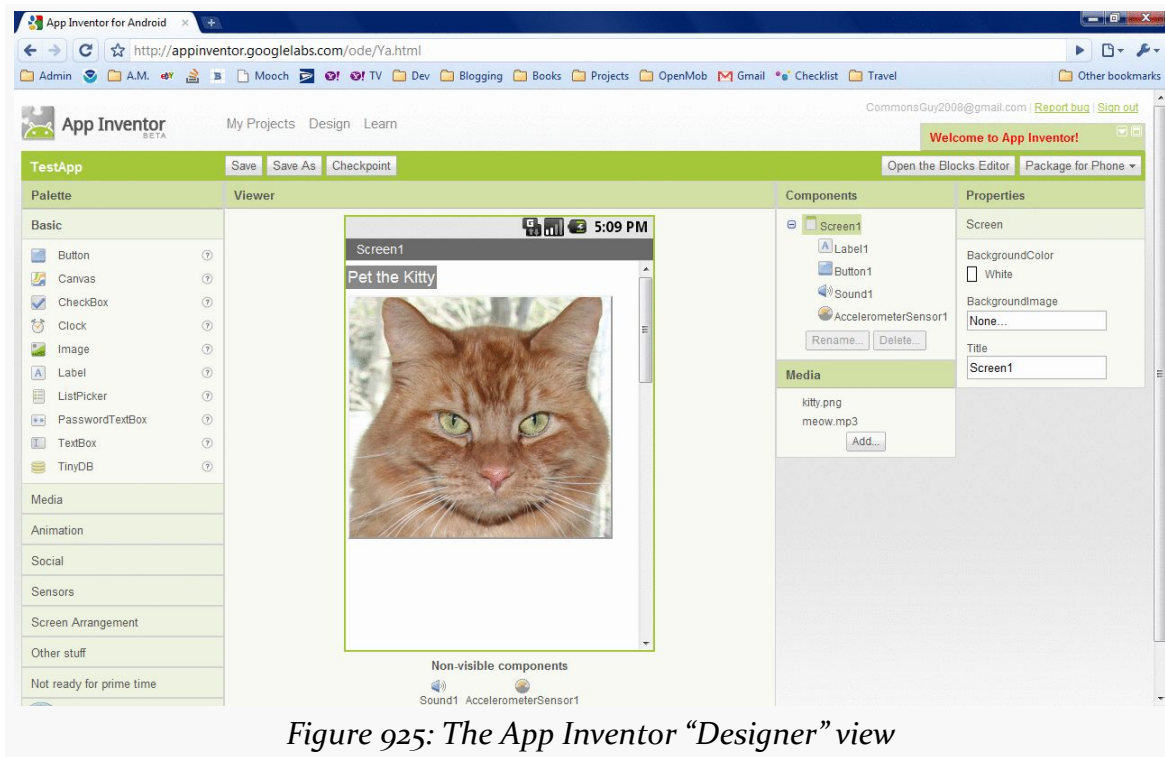 App Inventor for Android
http://appinventor.googlelabs.com/ode/Ya.html
Admin A.M. Mooch TV Dev Blogging Books Projects OpenMob Gmail Checklist Travel Other bookmarks
CommonsGuy2008@gmail.com | Report bug | Sign out
App Inventor
BETA
My Projects Design Learn
Welcome to App Inventor!
TestApp
Save Save As Checkpoint
Open the Blocks Editor Package for Phone
Palette
Basic
Button
Canvas
CheckBox
Clock
Image
Label
ListPicker
PasswordTextBox
TextBox
TinyDB
Media
Animation
Social
Sensors
Screen Arrangement
Other stuff
Not ready for prime time
Viewer
5:09 PM
Screen1
Pet the Kitty
Non-visible components
Sound1 AccelerometerSensor1
Components
Screen1
Label1
Button1
Sound1
AccelerometerSensor1
Rename... Delete...
Media
kitty.png
meow.mp3
Add...
Properties
Screen
BackgroundColor
White
BackgroundImage
None...
Title
Screen1
Figure 925: The App Inventor “Designer” view